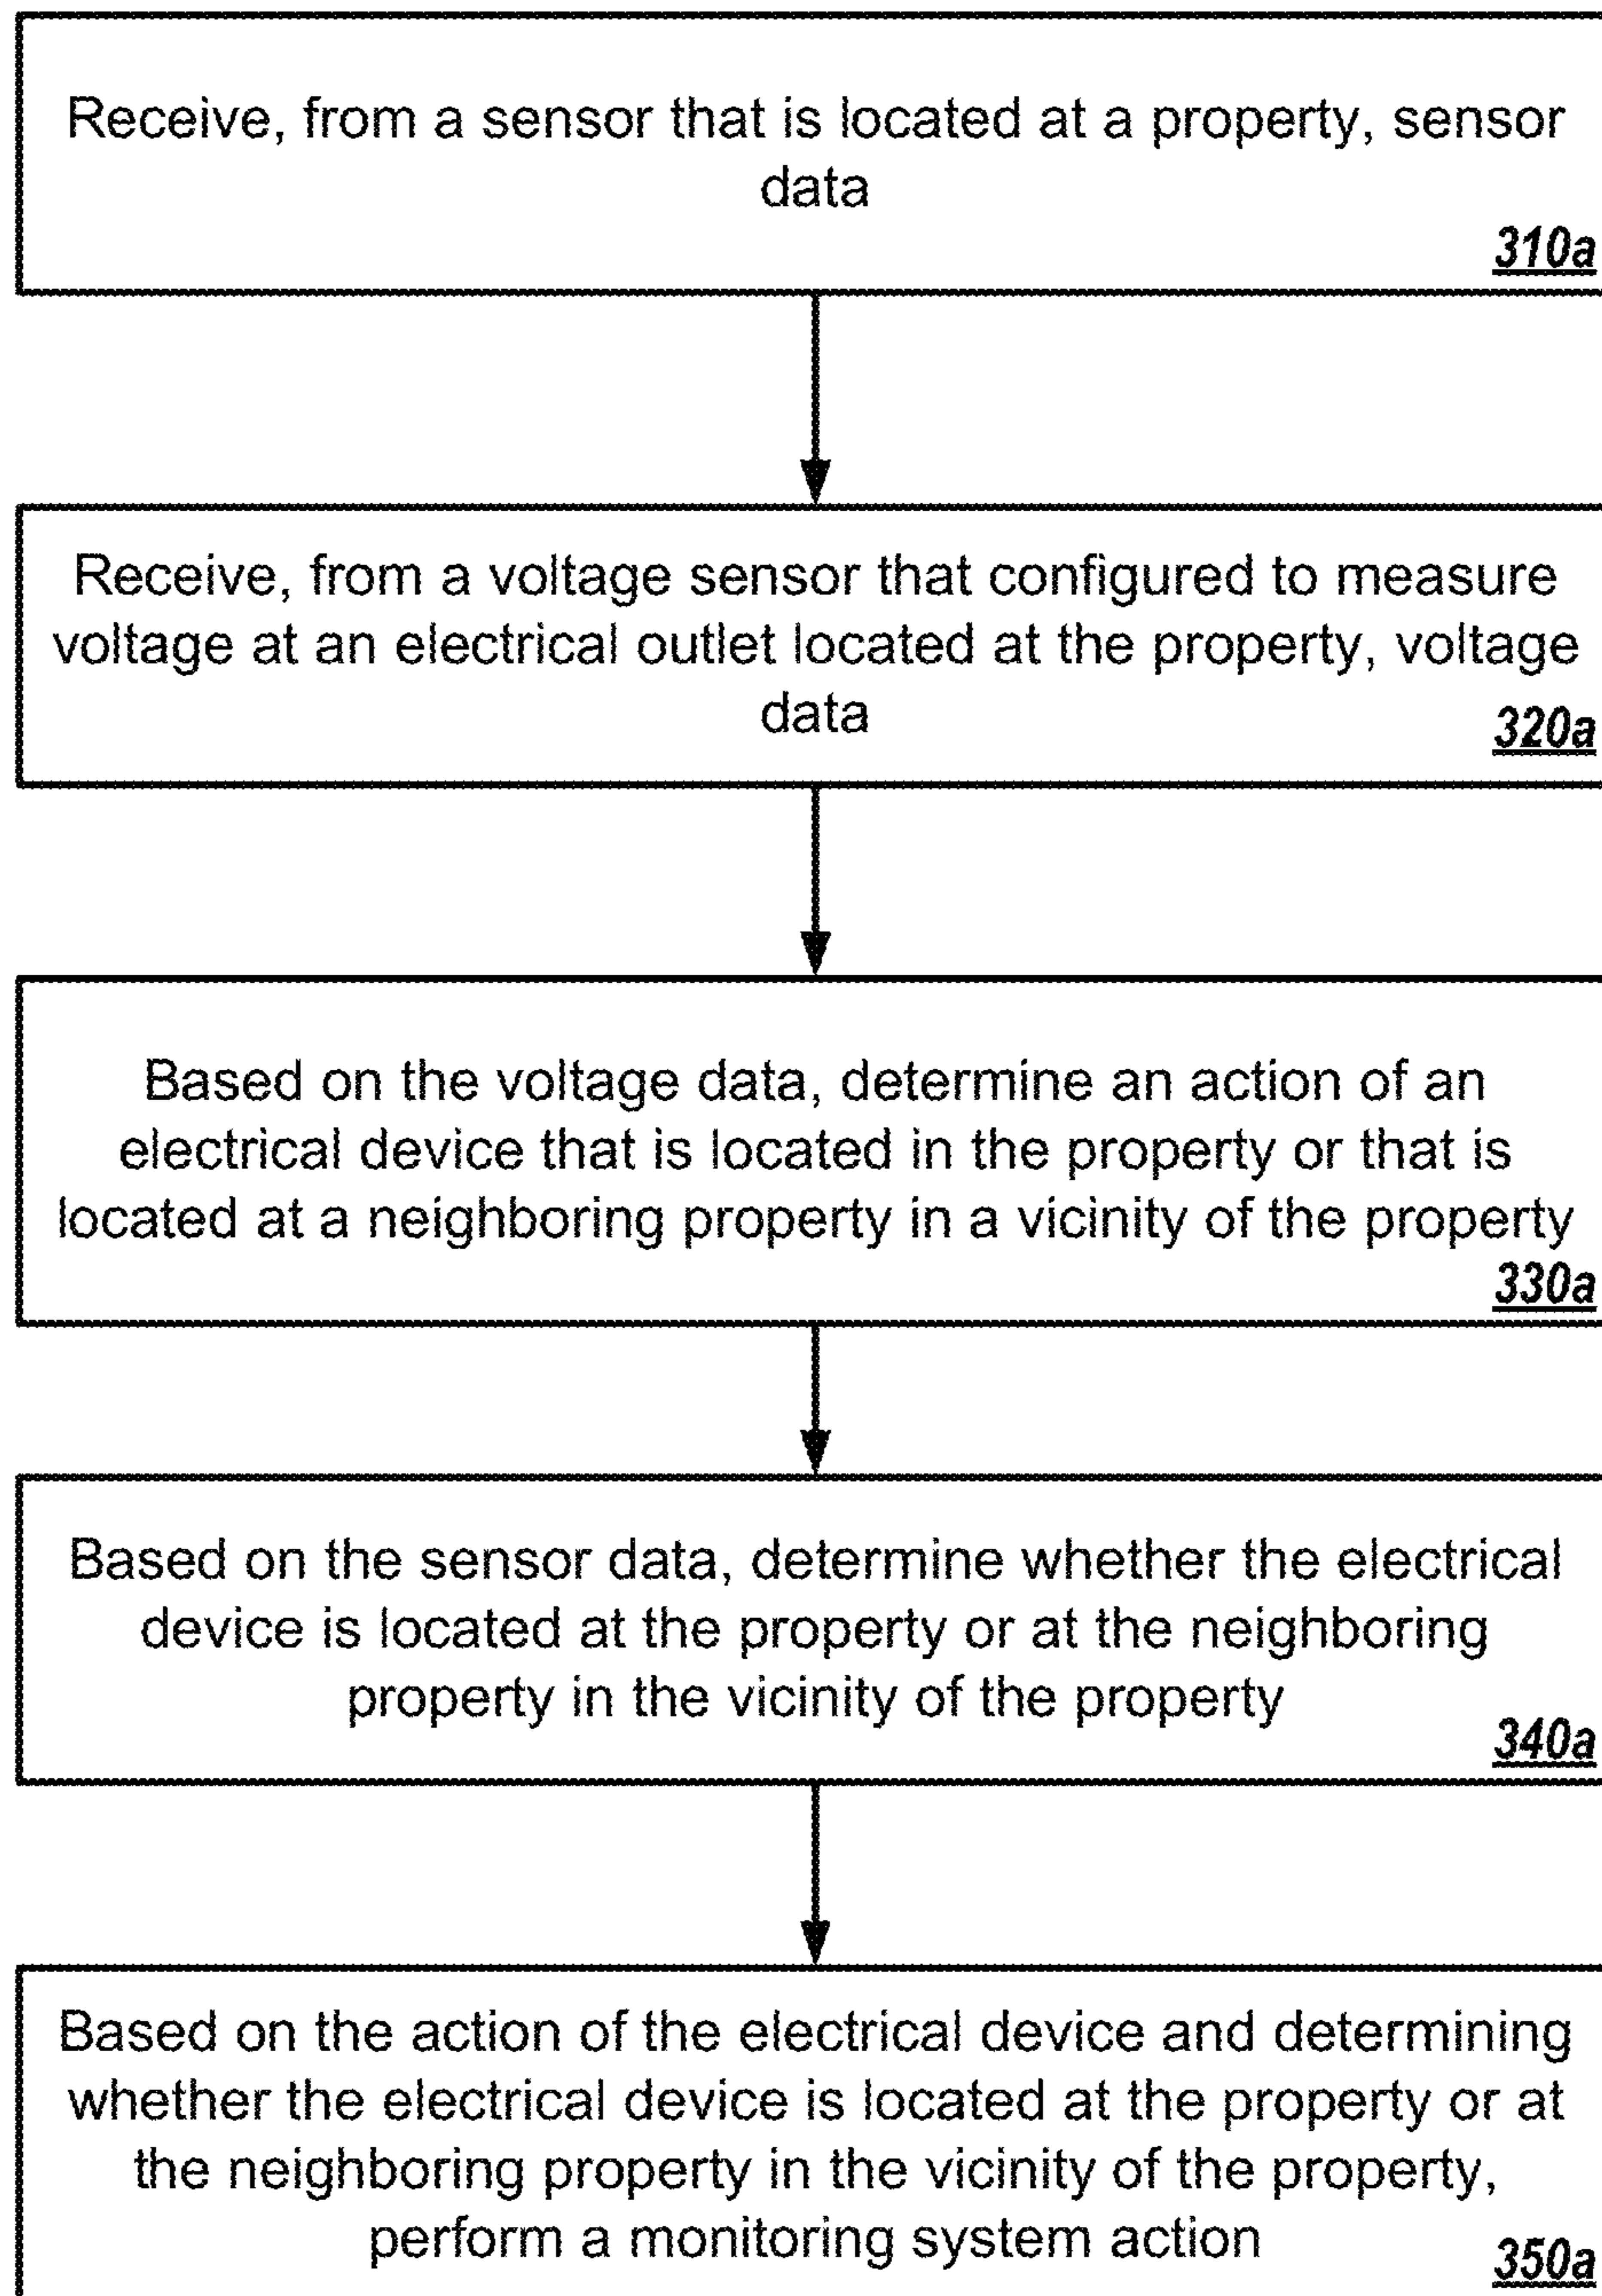 Receive, from a sensor that is located at a property, sensor
data
310a
Receive, from a voltage sensor that configured to measure
voltage at an electrical outlet located at the property, voltage
data
320a
Based on the voltage data, determine an action of an
electrical device that is located in the property or that is
located at a neighboring property in a vicinity of the property
330a
Based on the sensor data, determine whether the electrical
device is located at the property or at the neighboring
property in the vicinity of the property
340a
Based on the action of the electrical device and determining
whether the electrical device is located at the property or at
the neighboring property in the vicinity of the property,
perform a monitoring system action
350a